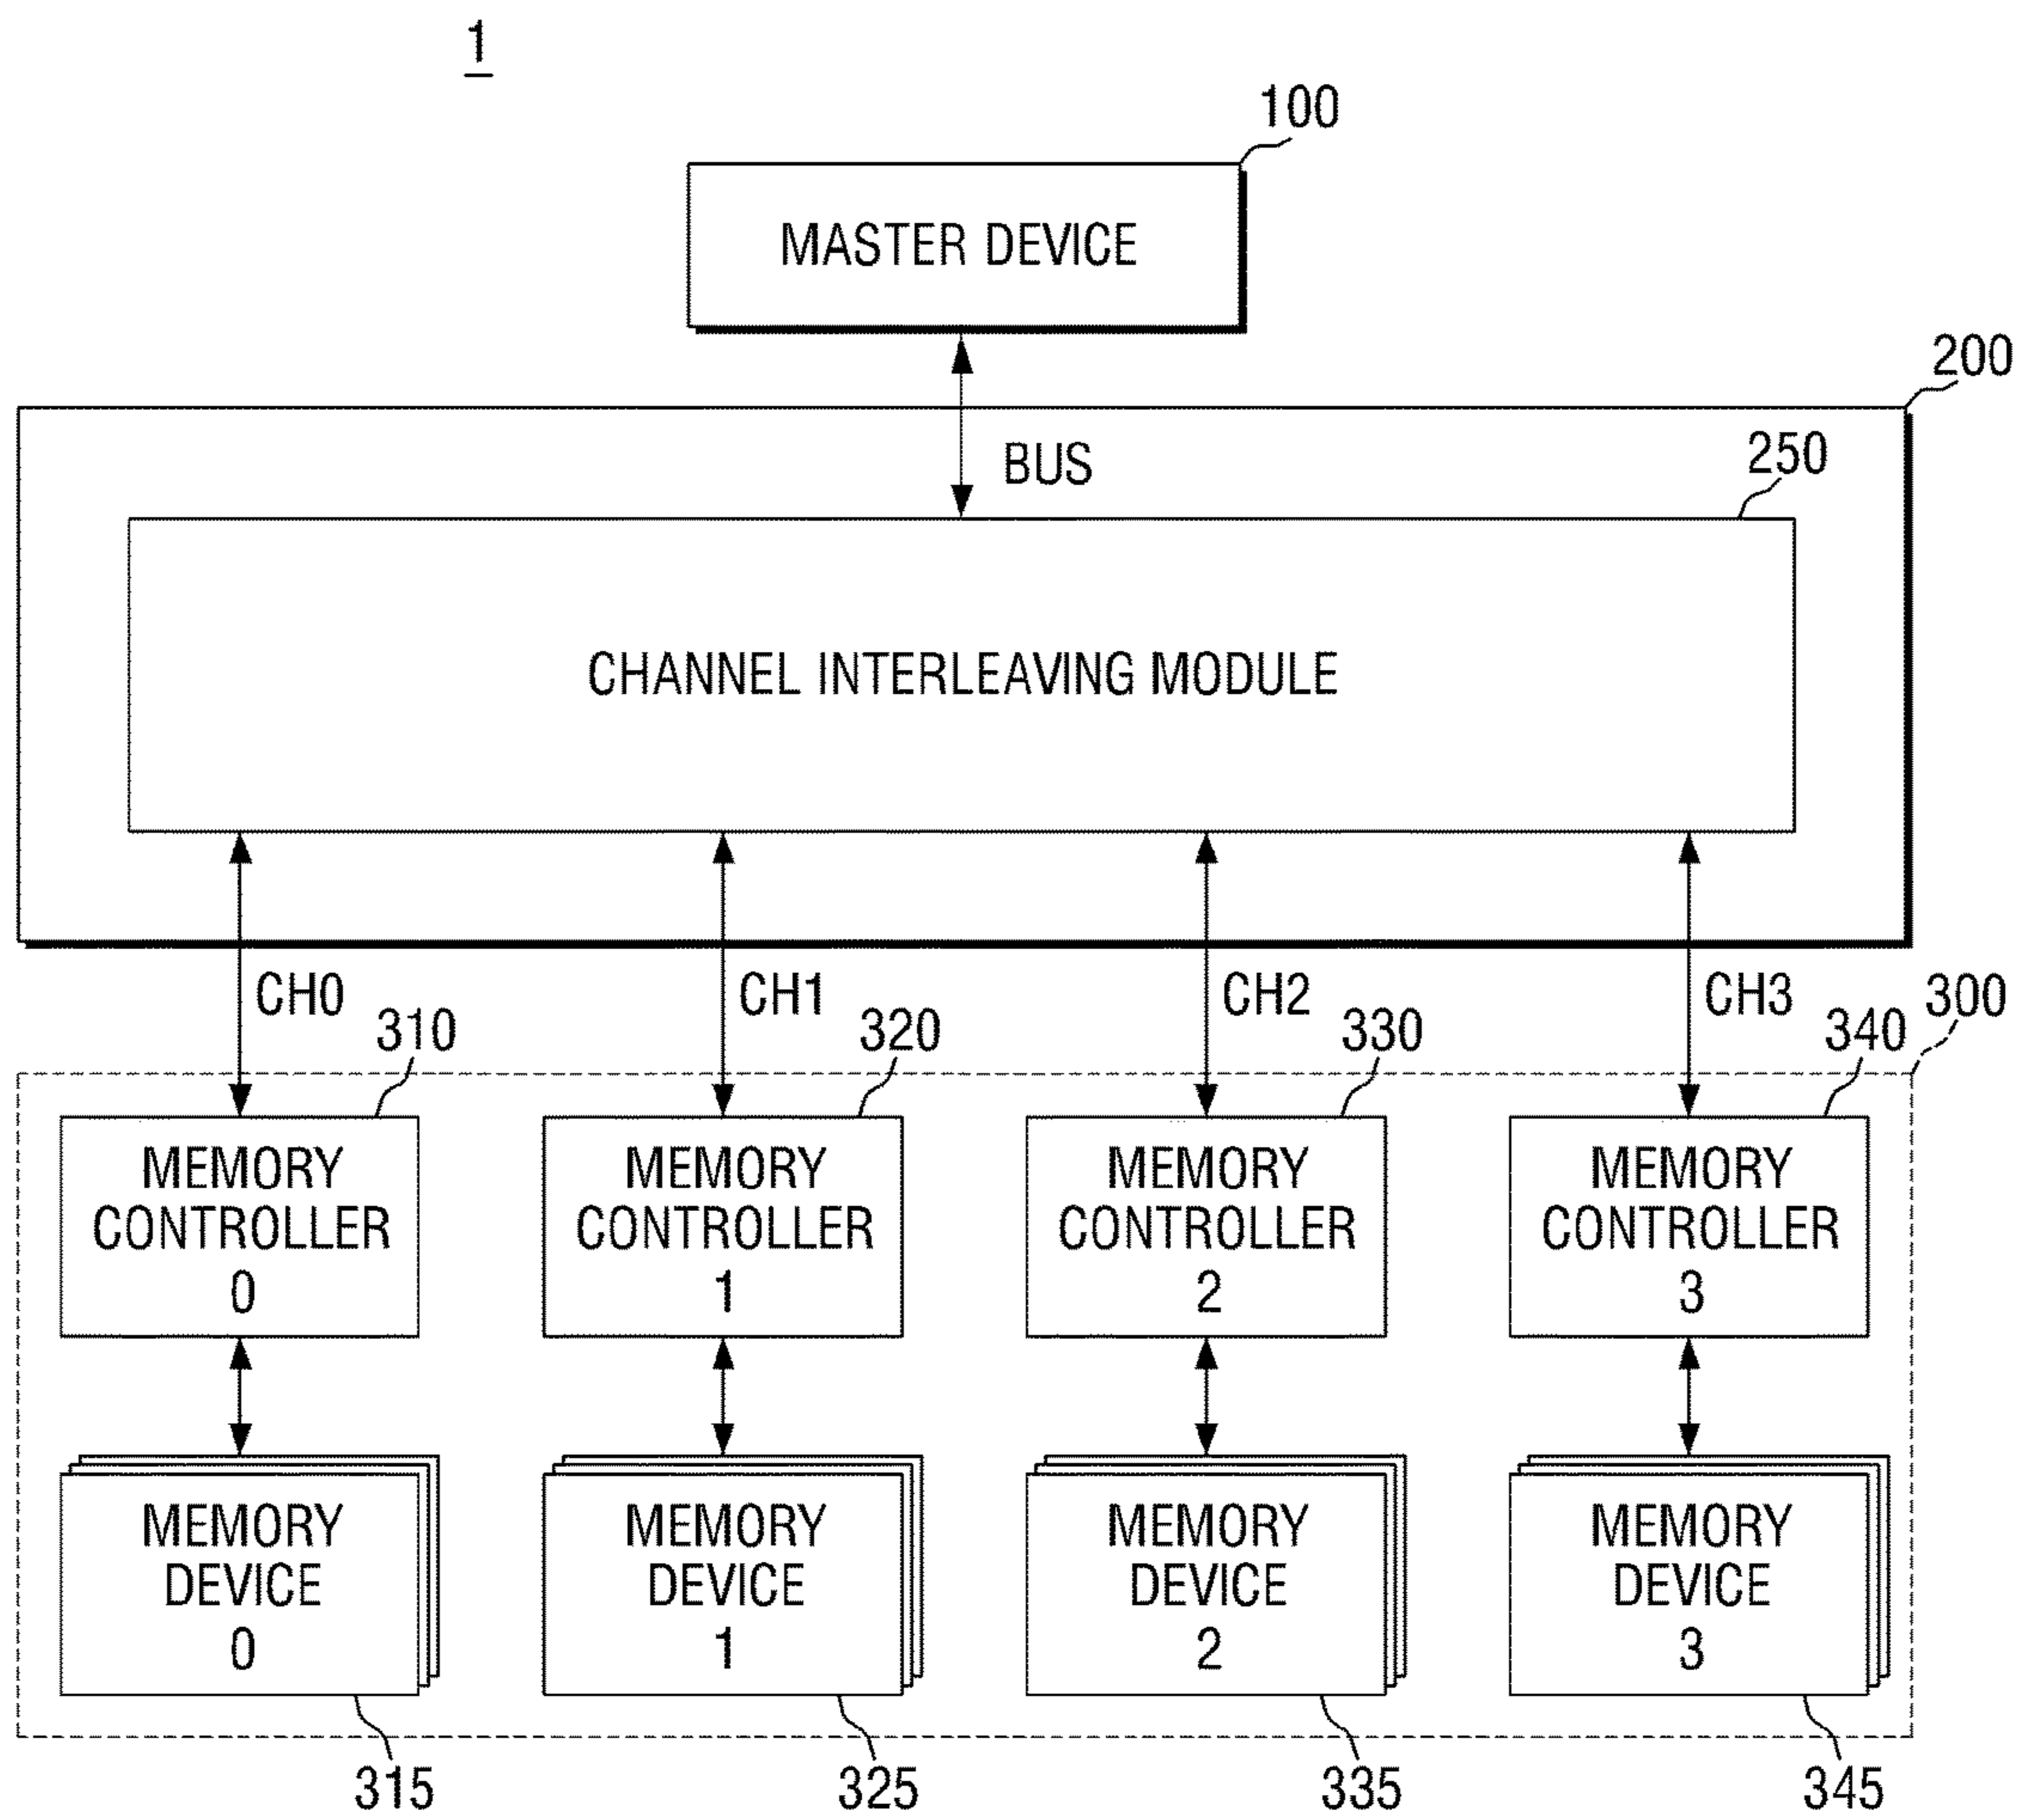 1
100
MASTER DEVICE
200
BUS
250
CHANNEL INTERLEAVING MODULE
CH0
CH1
CH2
CH3
300
310
320
330
340
MEMORY
CONTROLLER
0
MEMORY
CONTROLLER
1
MEMORY
CONTROLLER
2
MEMORY
CONTROLLER
3
MEMORY
DEVICE
0
MEMORY
DEVICE
1
MEMORY
DEVICE
2
MEMORY
DEVICE
3
315
325
335
345